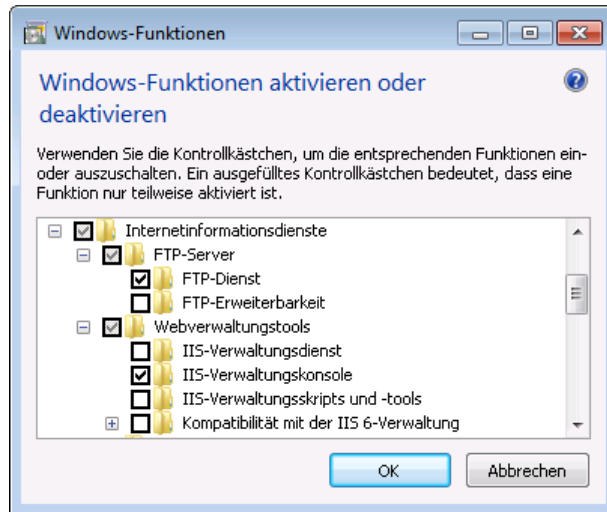 Windows-Funktionen
Windows-Funktionen aktivieren oder
deaktivieren
Verwenden Sie die Kontrollkästchen, um die entsprechenden Funktionen ein-
oder auszuschalten. Ein ausgefülltes Kontrollkästchen bedeutet, dass eine
Funktion nur teilweise aktiviert ist.
Internetinformationsdienste
FTP-Server
FTP-Dienst
FTP-Erweiterbarkeit
Webverwaltungstools
IIS-Verwaltungsdienst
IIS-Verwaltungskonsole
IIS-Verwaltungsskripts und -tools
Kompatibilität mit der IIS 6-Verwaltung
OK Abbrechen